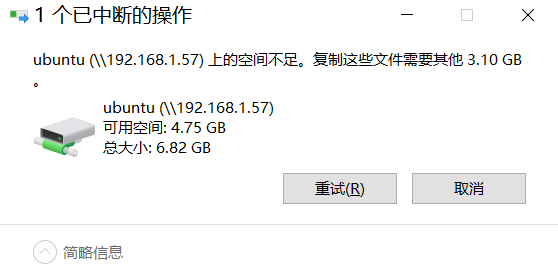 1 个已中断的操作
ubuntu (\\192.168.1.57) 上的空间不足。复制这些文件需要其他 3.10 GB
。
ubuntu (\\192.168.1.57)
可用空间: 4.75 GB
总大小: 6.82 GB
重试(R)
取消
简略信息